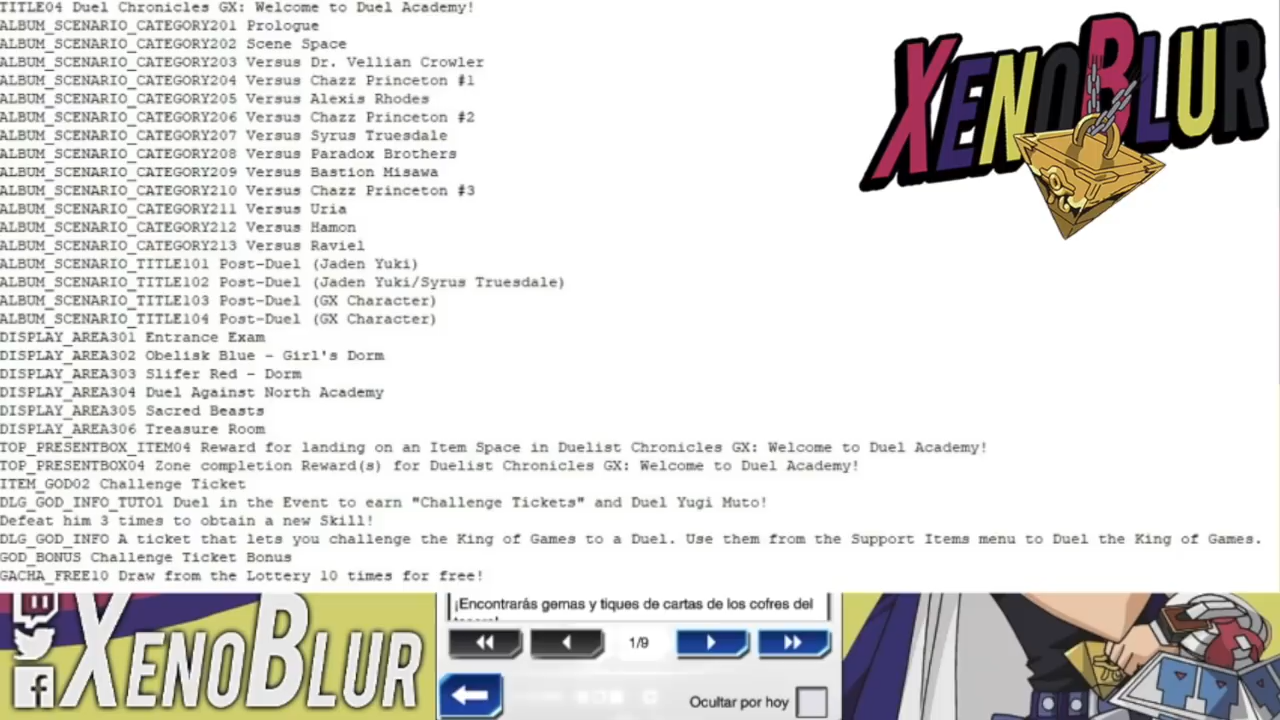 TITLE04 Duel Chronicles GX: Welcome to Duel Academy!
ALBUM_SCENARIO_CATEGORY201 Prologue
ALBUM_SCENARIO_CATEGORY202 Scene Space
ALBUM_SCENARIO_CATEGORY203 Versus Dr. Vellian Crowler
ALBUM_SCENARIO_CATEGORY204 Versus Chazz Princeton #1
ALBUM_SCENARIO_CATEGORY205 Versus Alexis Rhodes
ALBUM_SCENARIO_CATEGORY206 Versus Chazz Princeton #2
ALBUM_SCENARIO_CATEGORY207 Versus Syrus Truesdale
ALBUM_SCENARIO_CATEGORY208 Versus Paradox Brothers
ALBUM_SCENARIO_CATEGORY209 Versus Bastion Misawa
ALBUM_SCENARIO_CATEGORY210 Versus Chazz Princeton #3
ALBUM_SCENARIO_CATEGORY211 Versus Uria
ALBUM_SCENARIO_CATEGORY212 Versus Hamon
ALBUM_SCENARIO_CATEGORY213 Versus Raviel
ALBUM_SCENARIO_TITLE101 Post-Duel (Jaden Yuki)
ALBUM_SCENARIO_TITLE102 Post-Duel (Jaden Yuki/Syrus Truesdale)
ALBUM_SCENARIO_TITLE103 Post-Duel (GX Character)
ALBUM_SCENARIO_TITLE104 Post-Duel (GX Character)
DISPLAY_AREA301 Entrance Exam
DISPLAY_AREA302 Obelisk Blue - Girl's Dorm
DISPLAY_AREA303 Slifer Red - Dorm
DISPLAY_AREA304 Duel Against North Academy
DISPLAY_AREA305 Sacred Beasts
DISPLAY_AREA306 Treasure Room
TOP_PRESENTBOX_ITEM04 Reward for landing on an Item Space in Duelist Chronicles GX: Welcome to Duel Academy!
TOP_PRESENTBOX04 Zone completion Reward(s) for Duelist Chronicles GX: Welcome to Duel Academy!
ITEM_GOD02 Challenge Ticket
DLG_GOD_INFO_TUTO1 Duel in the Event to earn "Challenge Tickets" and Duel Yugi Muto!
Defeat him 3 times to obtain a new Skill!
DLG_GOD_INFO A ticket that lets you challenge the King of Games to a Duel. Use them from the Support Items menu to Duel the King of Games.
GOD_BONUS Challenge Ticket Bonus
GACHA_FREE10 Draw from the Lottery 10 times for free!
XENOBLUR
XENOBLUR
¡Encontrarás gemas y tiques de cartas de los cofres del
1/9
Ocultar por hoy